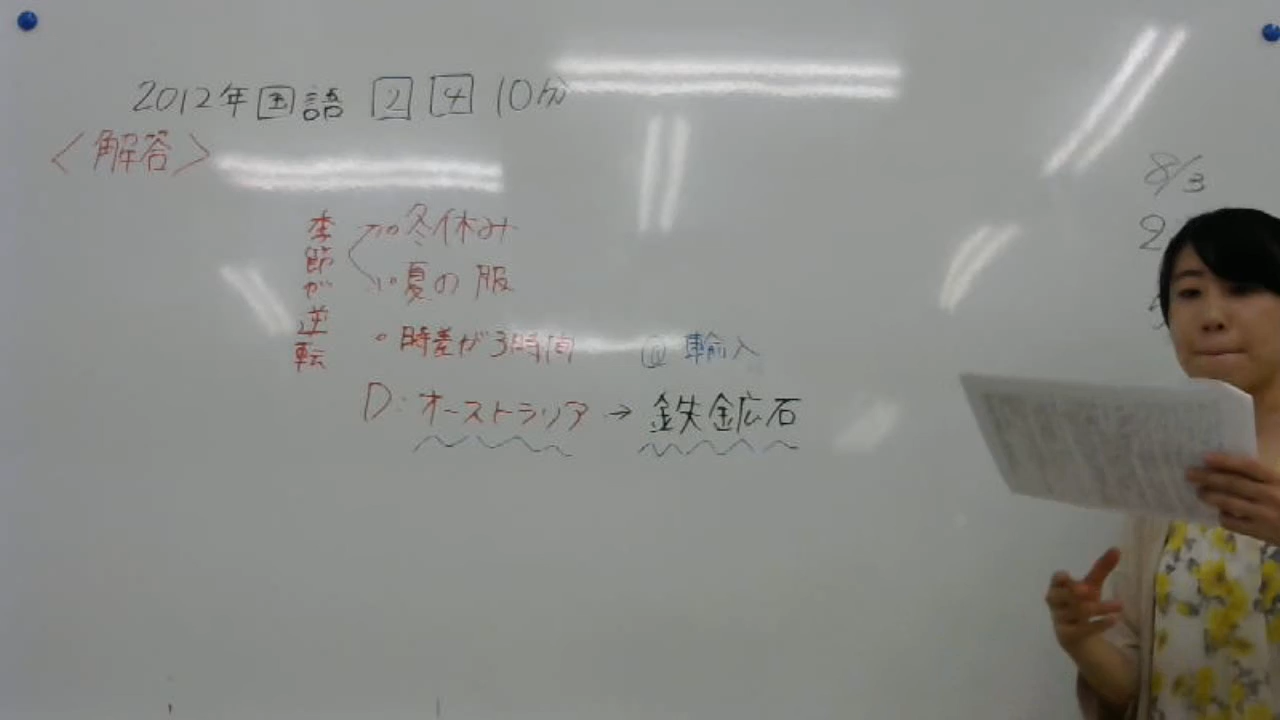 2012年国語 2 4 10分
<解答>
季節が逆転
・冬休み
・夏の服
・時差が3時間
輸入
D:オーストラリア→鉄鉱石
8/3
2